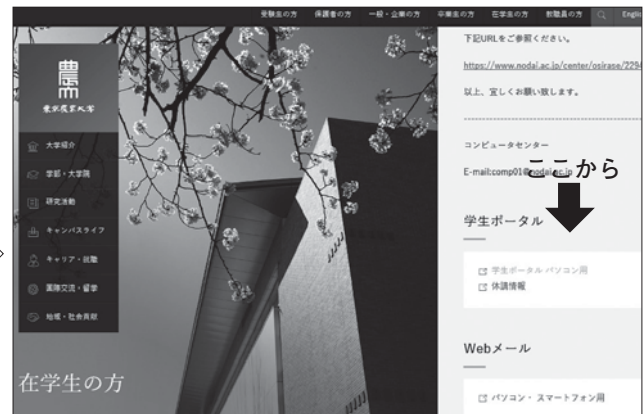 受験生の方 保護者の方 一般・企業の方 卒業生の方 在学生の方 教職員の方 Englis
農大
東京農業大学
大学紹介
学部・大学院
研究活動
キャンパスライフ
キャリア・就職
国際交流・留学
地域・社会貢献
在学生の方
下記URLをご参照ください。
https://www.nodai.ac.jp/center/osirase/2294
以上、宜しくお願い致します。
コンピュータセンター
E-mail:comp01@nodai.ac.jp
ここから
学生ポータル
学生ポータル パソコン用
休講情報
Webメール
パソコン・スマートフォン用